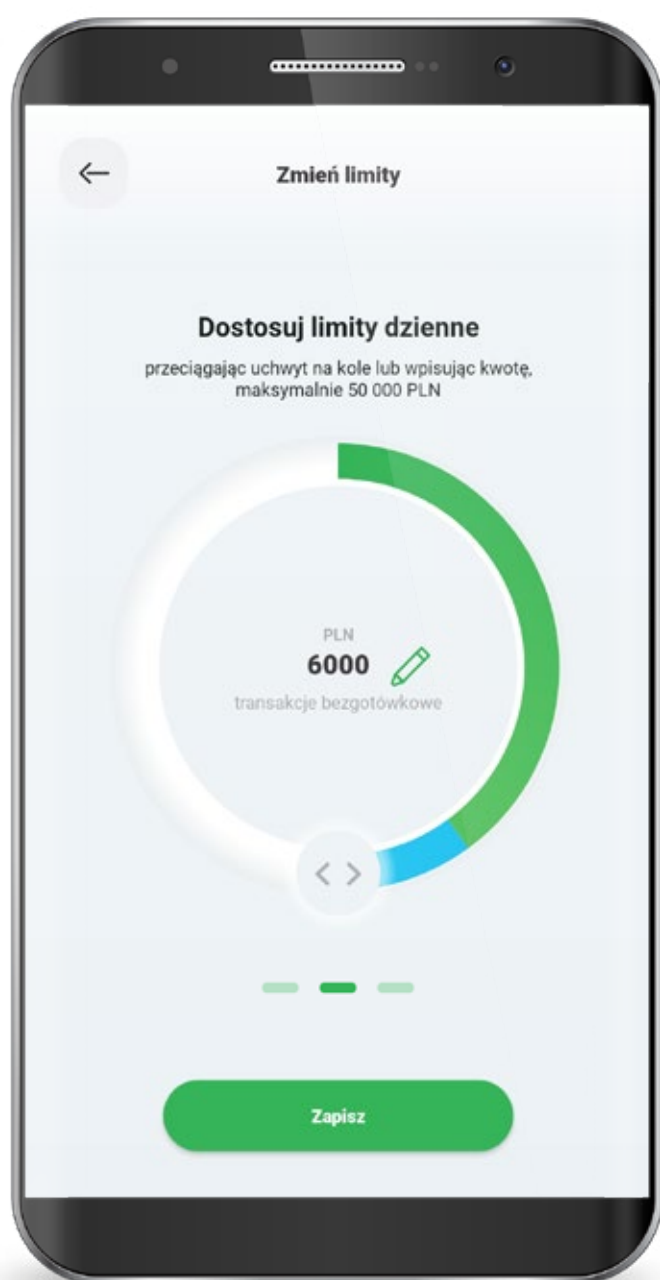 Zmień limity
Dostosuj limity dzienne
przeciągając uchwyt na kole lub wpisując kwotę,
maksymalnie 50 000 PLN
PLN
6000
transakcje bezgotówkowe
Zapisz